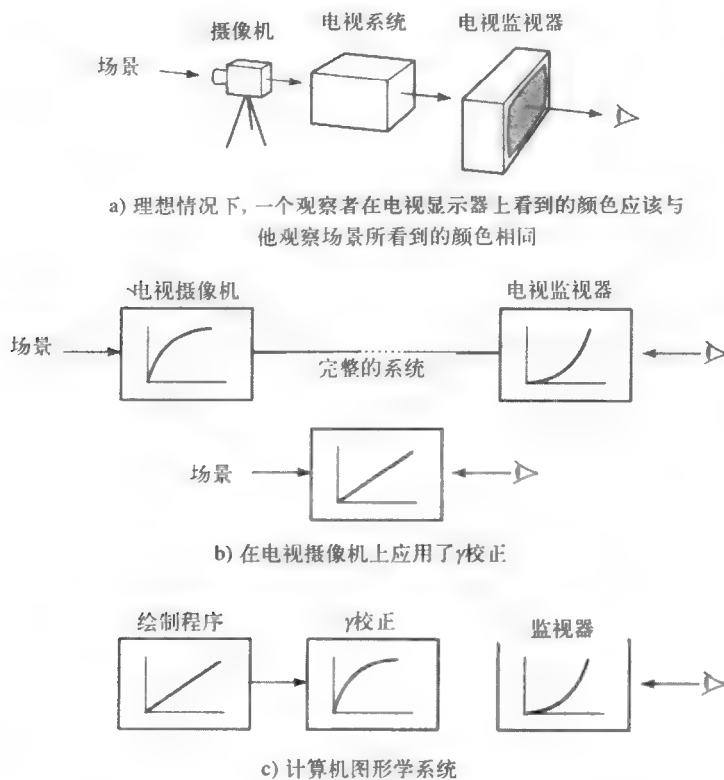 摄像机
电视系统
电视监视器
场景
a) 理想情况下, 一个观察者在电视显示器上看到的颜色应该与
他观察场景所看到的颜色相同
电视摄像机
电视监视器
场景
完整的系统
场景
b) 在电视摄像机上应用了γ校正
绘制程序
γ校正
监视器
c) 计算机图形学系统